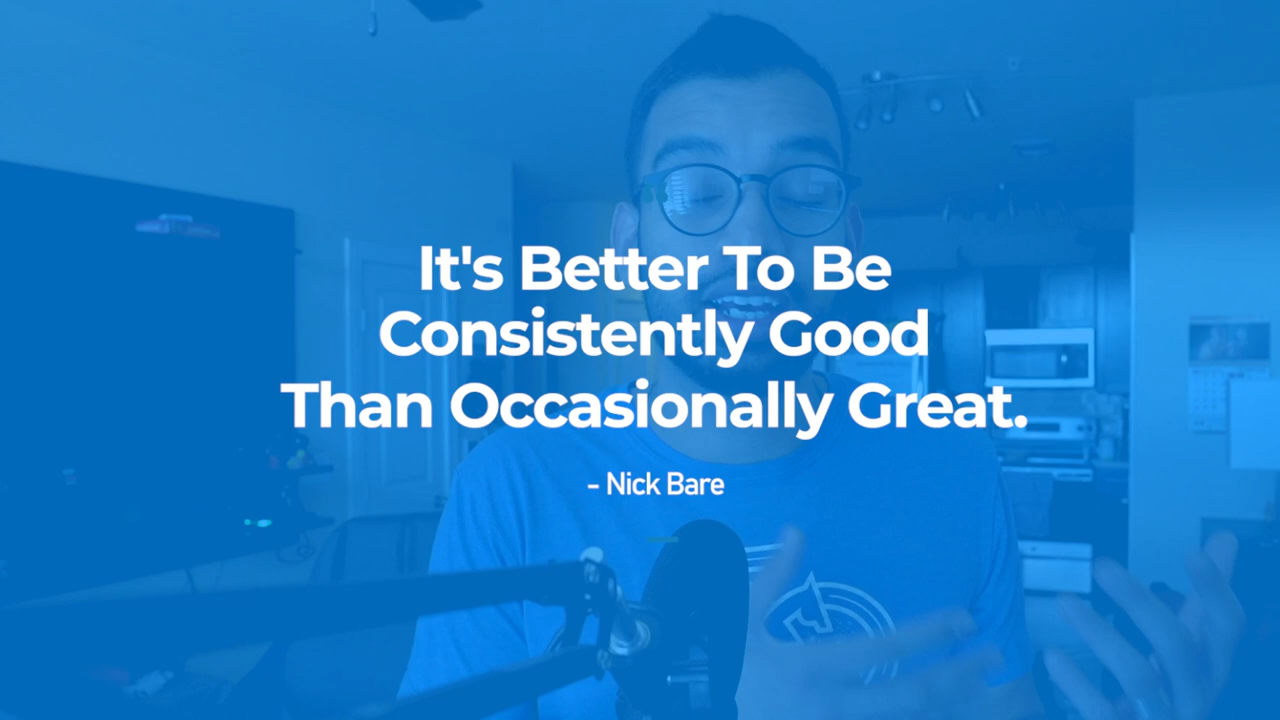 It's Better To Be
Consistently Good
Than Occasionally Great.
- Nick Bare